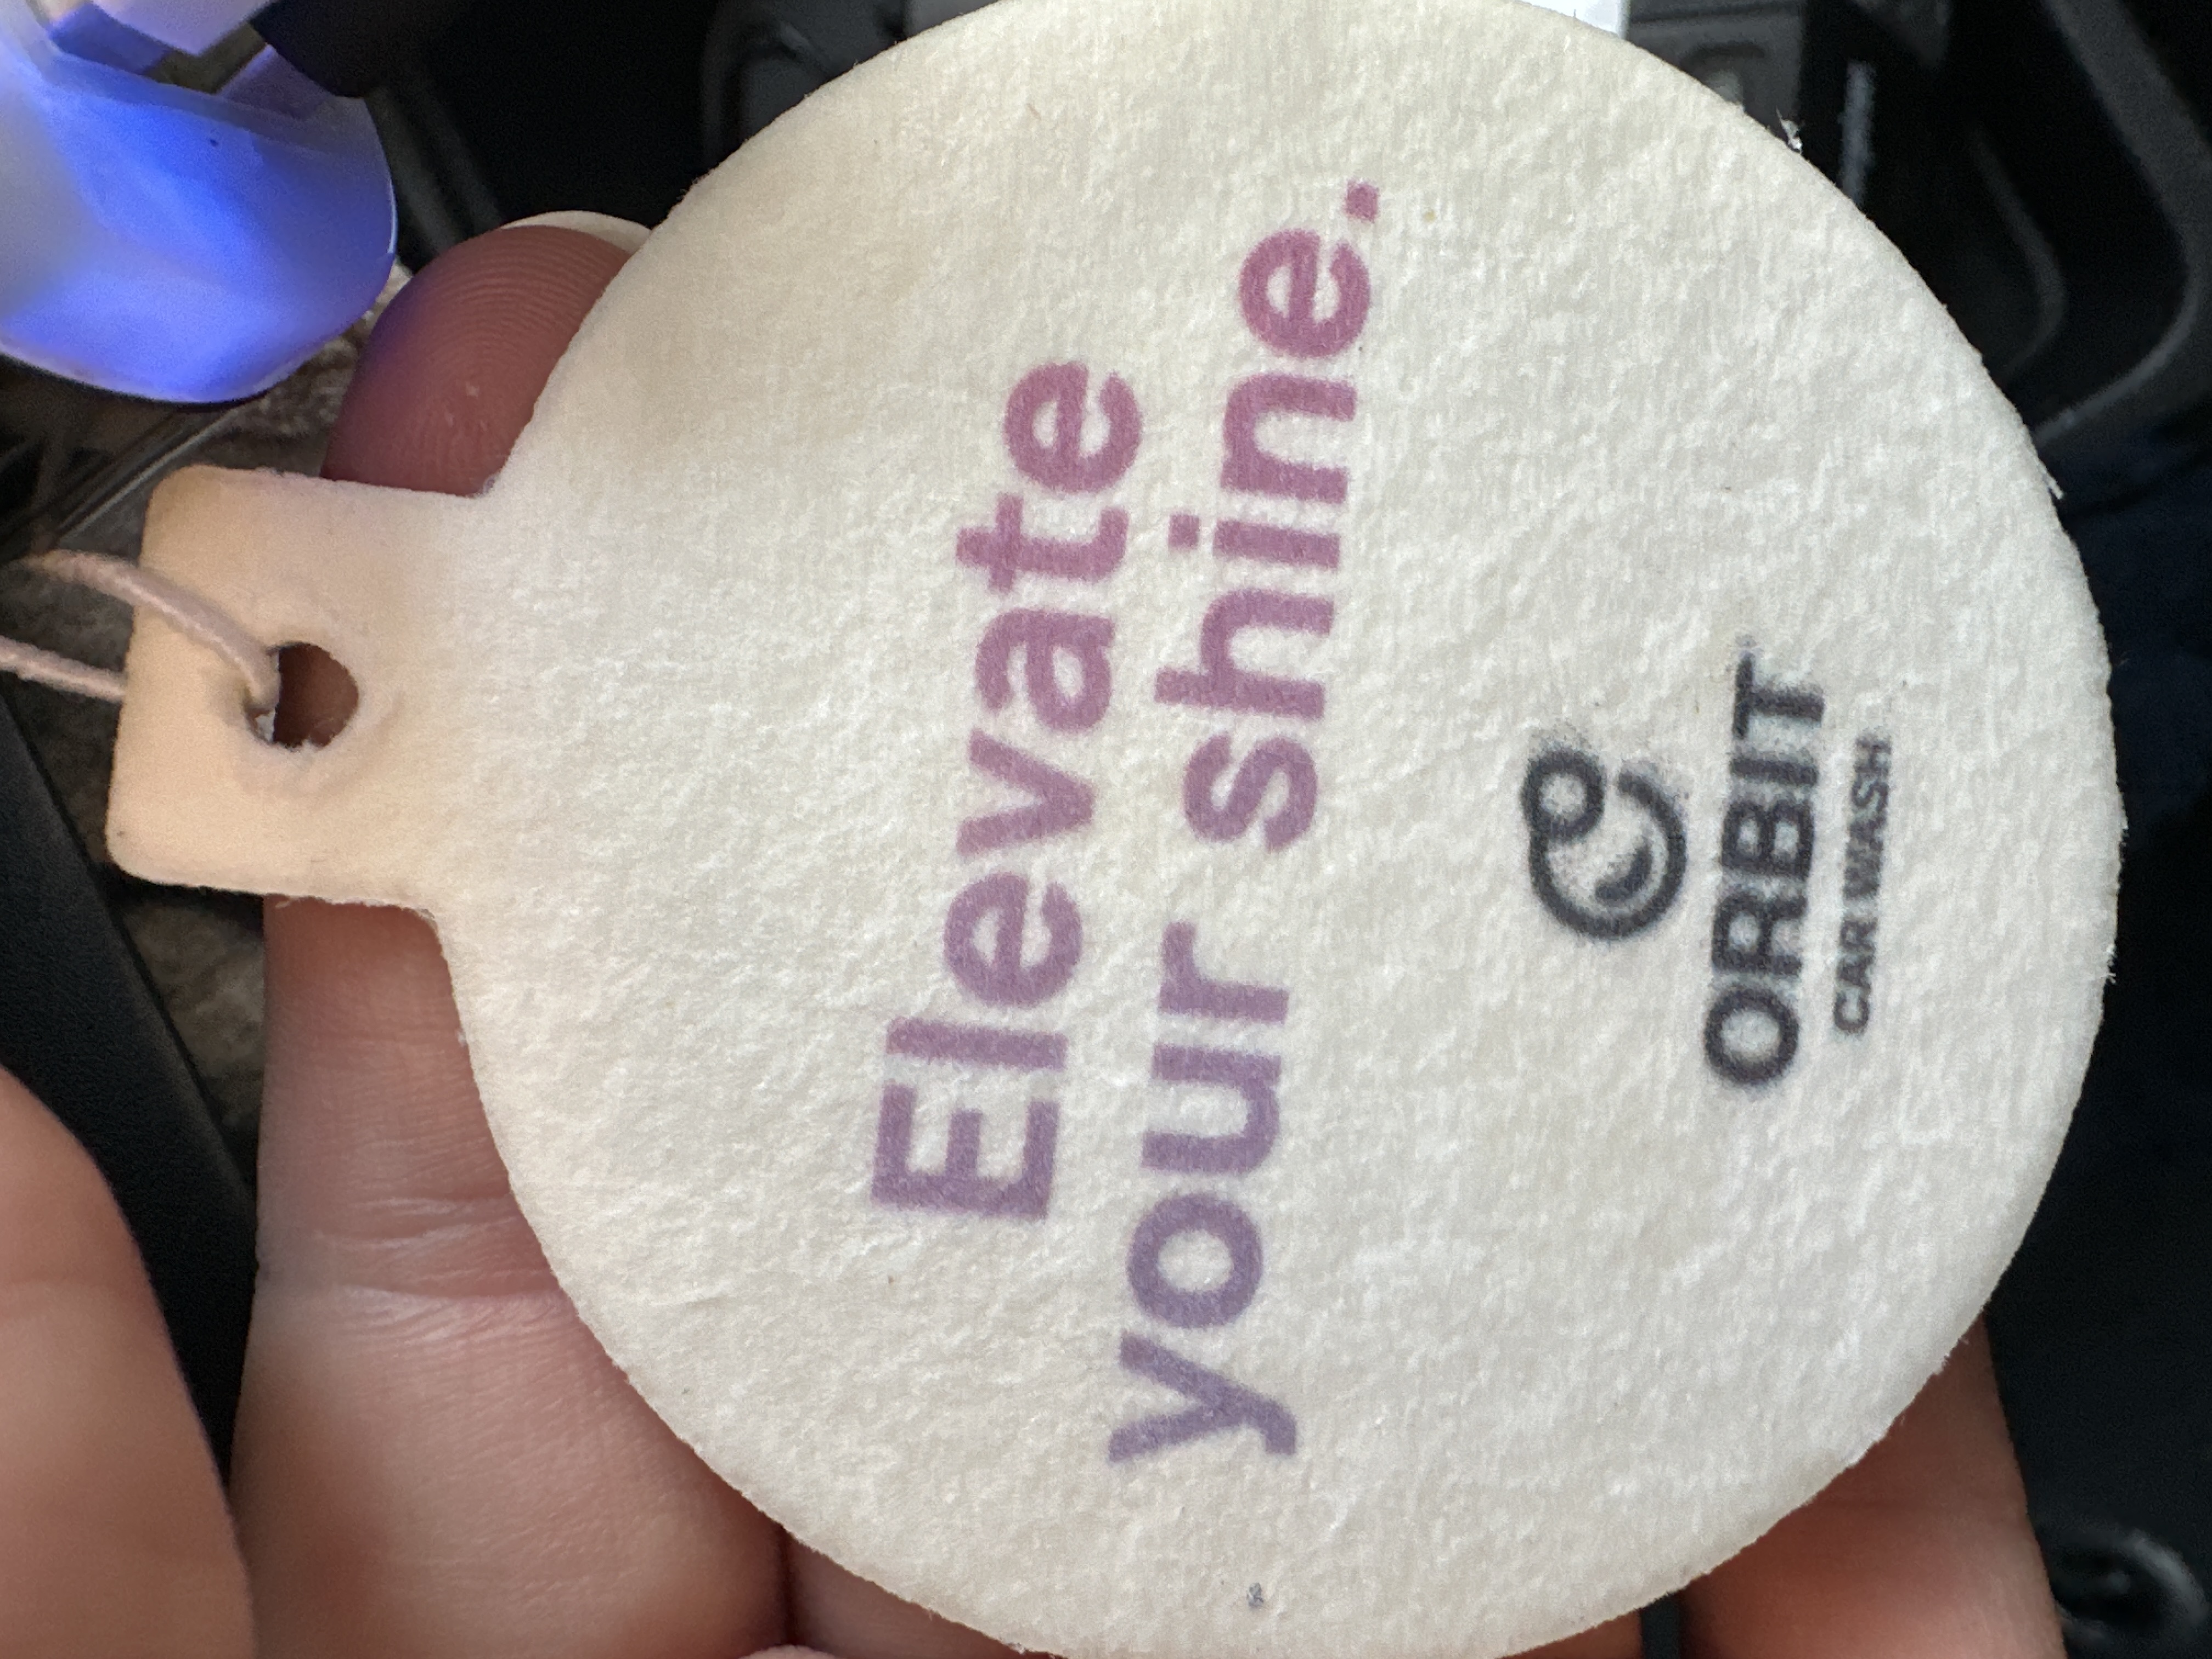 Elevate
your shine.
ORBIT
CAR WASH